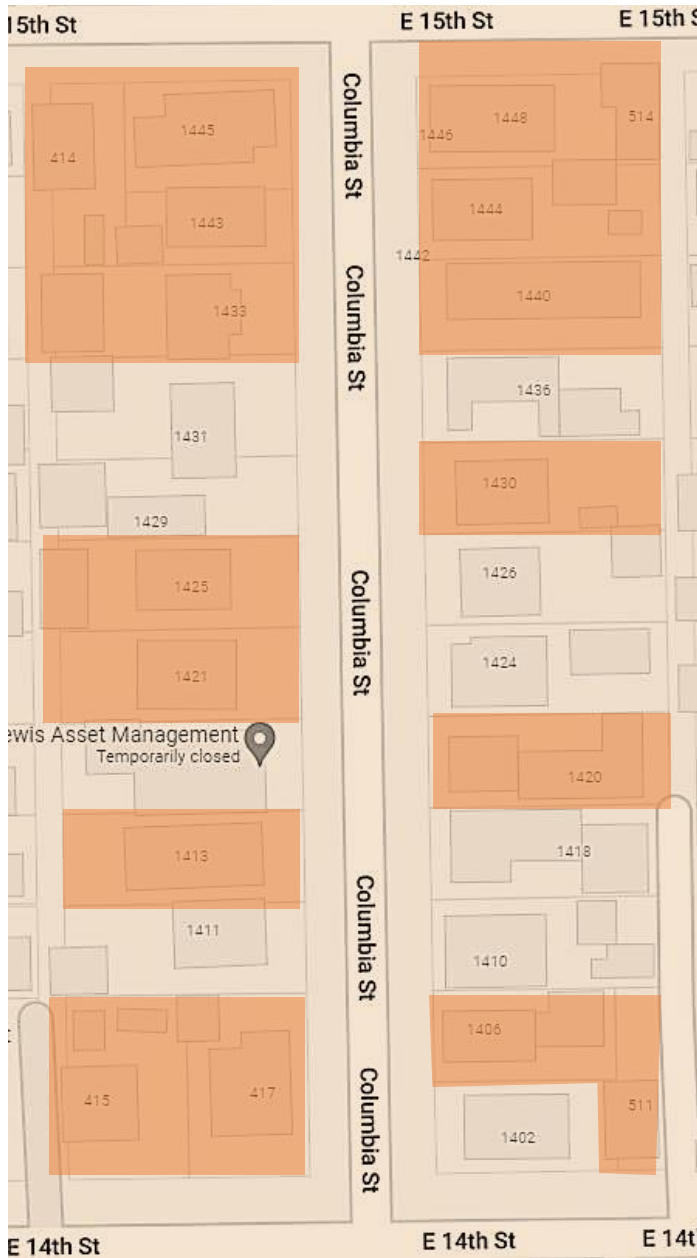 15th St
E 15th St
E 15th S
Columbia St
1445
1448
514
1446
414
1443
1444
1442
Columbia St
1440
1433
1436
1431
1430
1429
1426
1425
Columbia St
1424
1421
ewis Asset Management
Temporarily closed
1420
1413
1418
Columbia St
1411
1410
1406
417
415
Columbia St
511
1402
E 14th St
E 14th St
E 14t